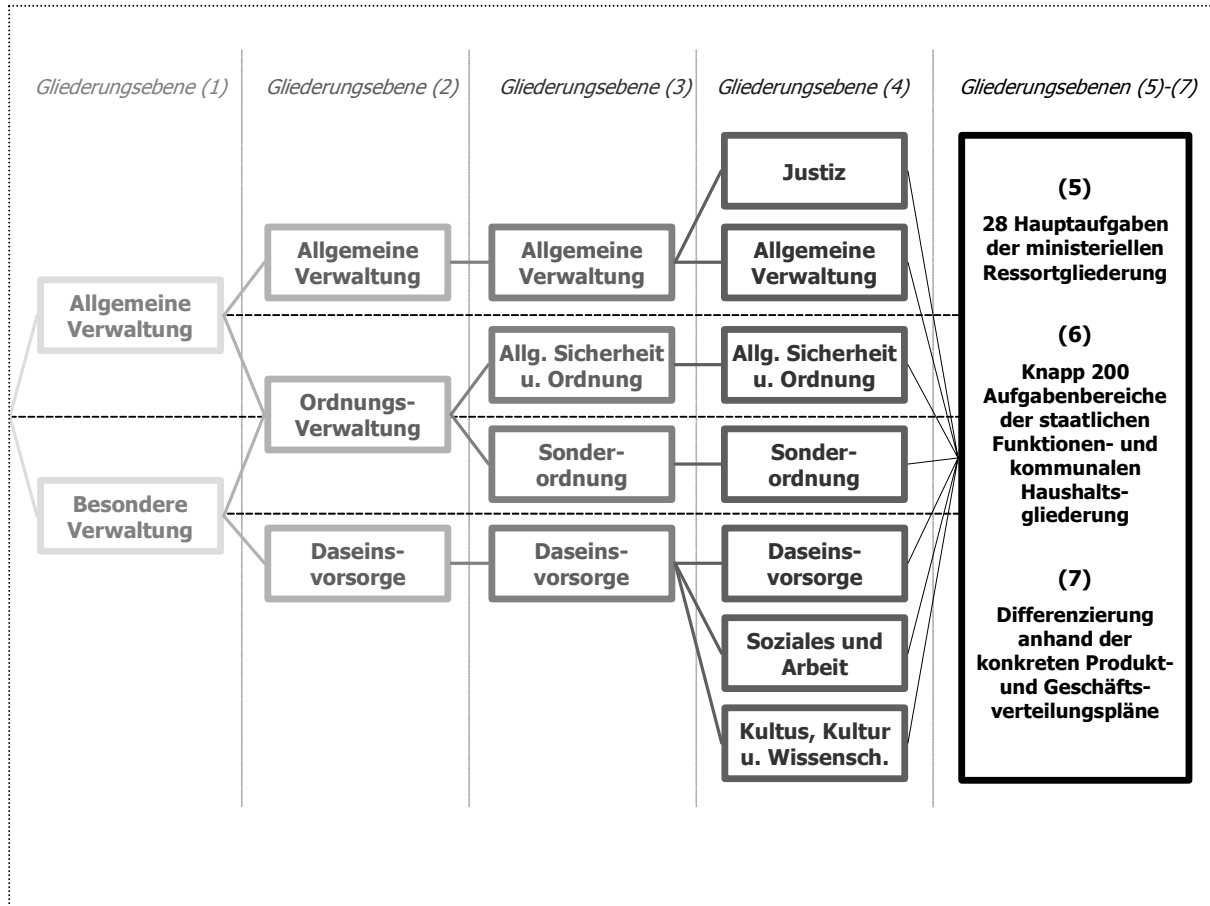 Gliederungsebene (1)
Gliederungsebene (2)
Gliederungsebene (3)
Gliederungsebene (4)
Gliederungsebenen (5)-(7)
Allgemeine
Verwaltung
Besondere
Verwaltung
Allgemeine
Verwaltung
Ordnungs-
Verwaltung
Daseins-
vorsorge
Allgemeine
Verwaltung
Allg. Sicherheit
u. Ordnung
Sonder-
ordnung
Daseins-
vorsorge
Justiz
Allgemeine
Verwaltung
Allg. Sicherheit
u. Ordnung
Sonder-
ordnung
Daseins-
vorsorge
Soziales und
Arbeit
Kultus, Kultur
u. Wissensch.
(5)
28 Hauptaufgaben
der ministeriellen
Ressortgliederung
(6)
Knapp 200
Aufgabenbereiche
der staatlichen
Funktionen- und
kommunalen
Haushalts-
gliederung
(7)
Differenzierung
anhand der
konkreten Produkt-
und Geschäfts-
verteilungspläne